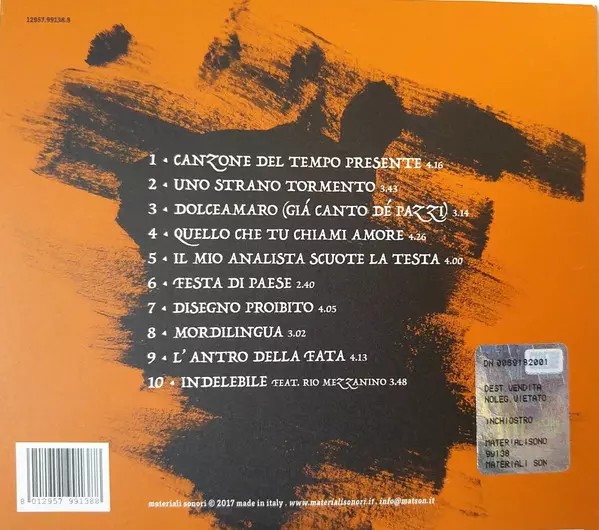 12957.99138.8
1 • CANZONE DEL TEMPO PRESENTE 4.16
2 • UNO STRANO TORMENTO 3.43
3 • DOLCEAMARO (GIÁ CANTO DÉ PAZZI) 3.14
4 • QUELLO CHE TU CHIAMI AMORE 4.26
5 • IL MIO ANALISTA SCUOTE LA TESTA 4.00
6 • FESTA DI PAESE 2.40
7 • DISEGNO PROIBITO 4.05
8 • MORDILINGUA 3.02
9 • L' ANTRO DELLA FATA 4.13
10 • INDELEBILE FEAT. RIO MEZZANINO 3.48
DN 0069182001
DEST.VENDITA
NOLEG.VIETATO
INCHIOSTRO
MATERIALISONO
99138
MATERIALI SON
8 012957 991388
materiali sonori © 2017 made in italy . www.materialisonori.it . info@matson.it